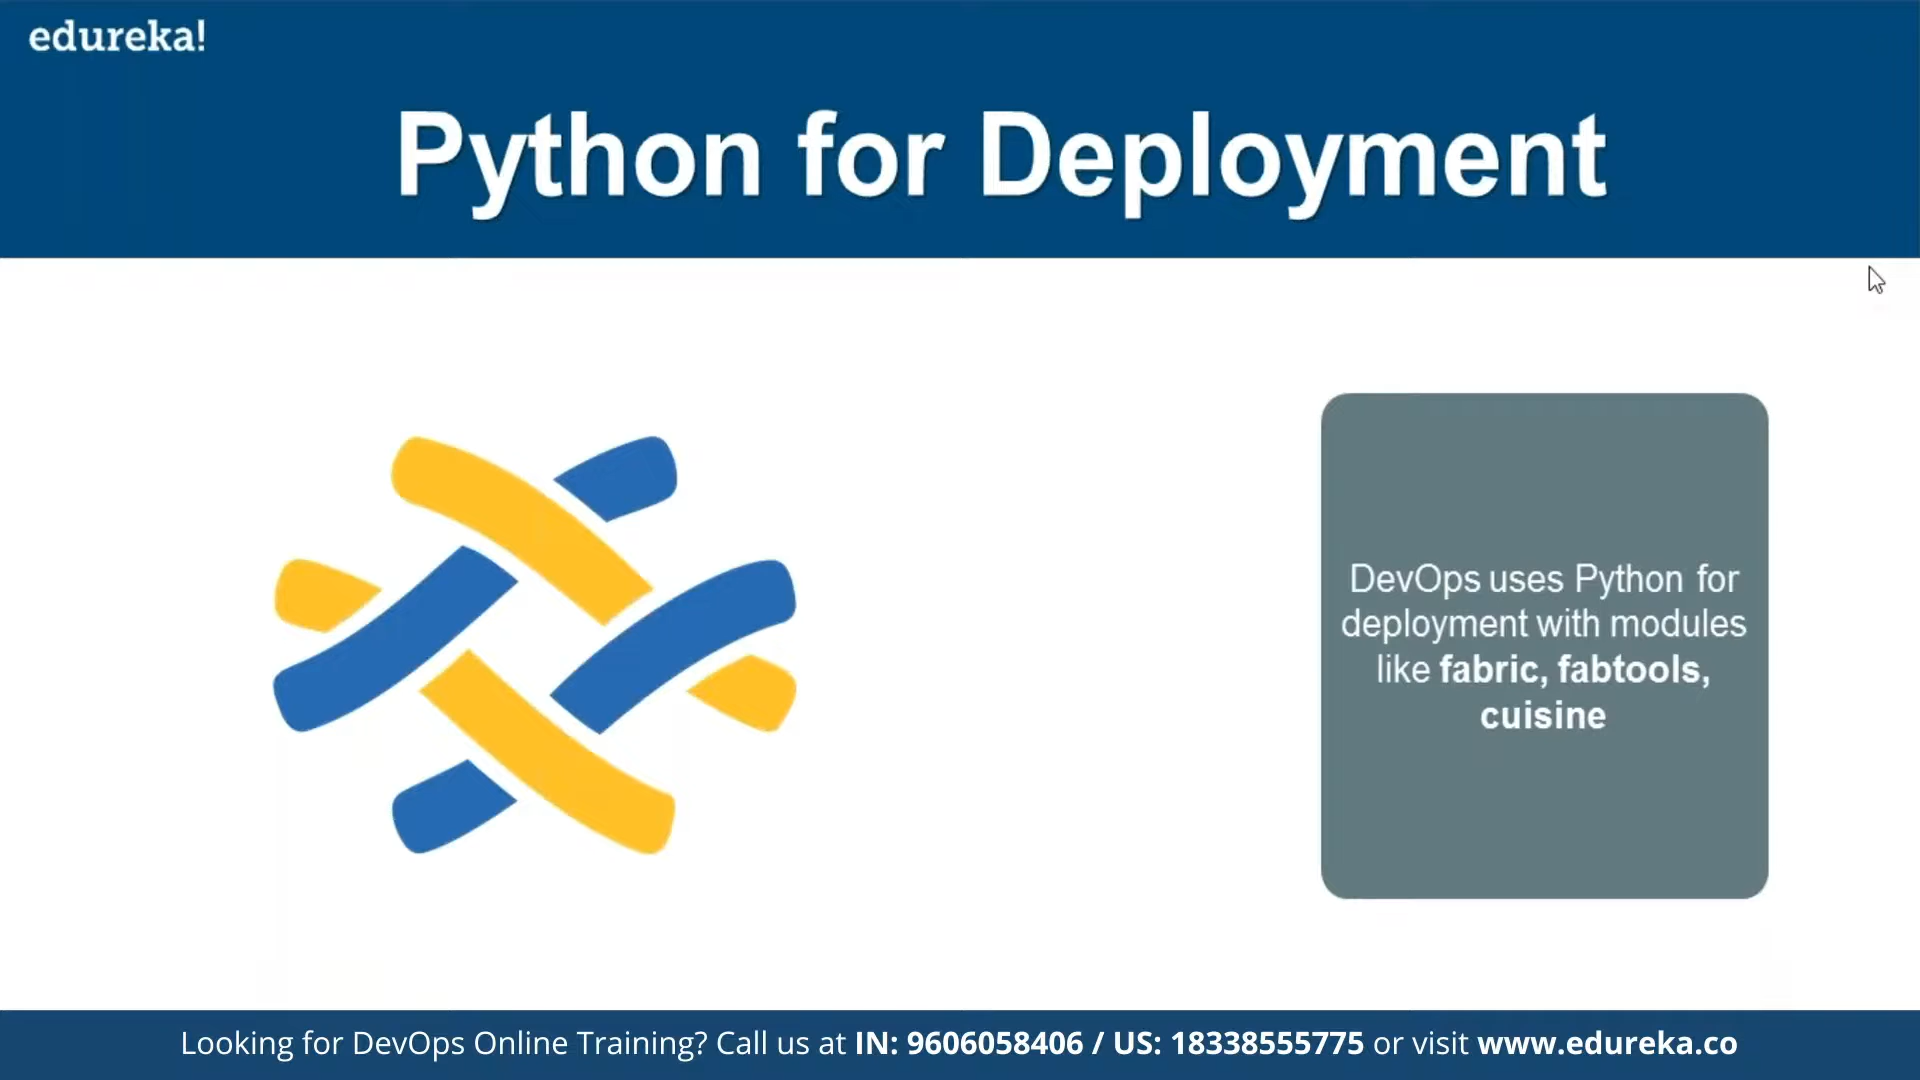 edureka!
Python for Deployment
DevOps uses Python for
deployment with modules
like fabric, fabtools,
cuisine
Looking for DevOps Online Training? Call us at IN: 9606058406 / US: 18338555775 or visit www.edureka.co